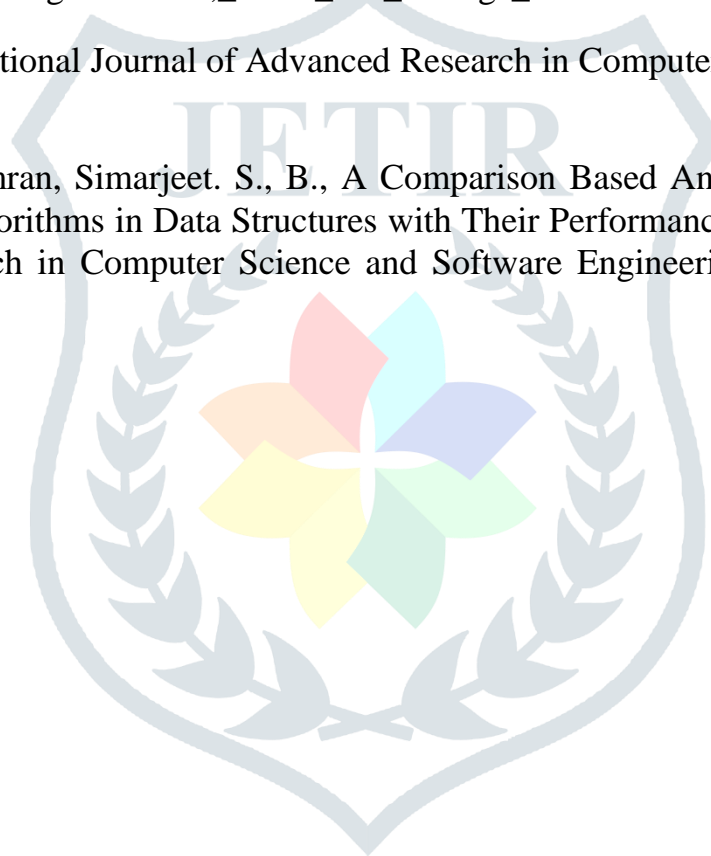 tional Journal of Advanced Research in Compute
JETIR
nran, Simarjeet. S., B., A Comparison Based An
orithms in Data Structures with Their Performanc
ch in Computer Science and Software Engineeri